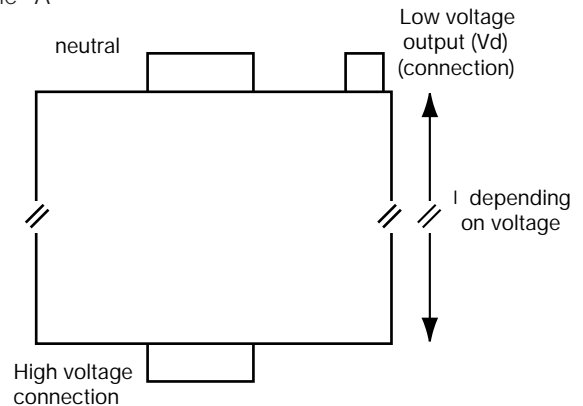 neutral
Low voltage
output (Vd)
(connection)
l depending
on voltage
High voltage
connection